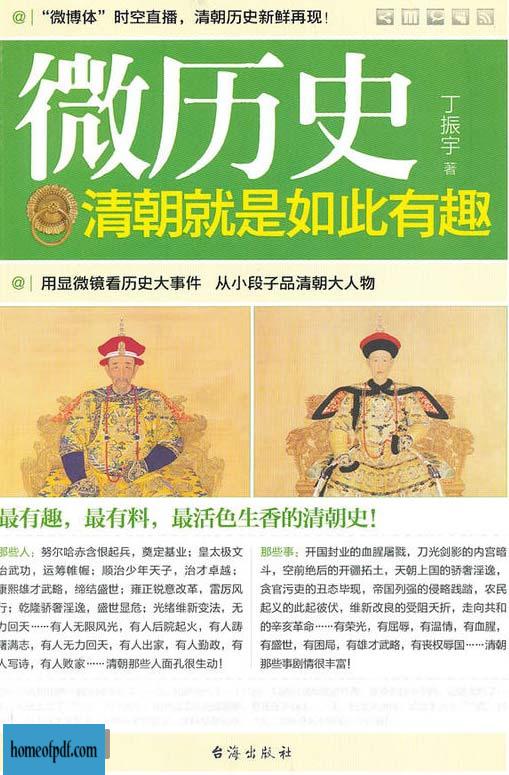 @ | “微博体”时空直播，清朝历史新鲜再现！
微历史
丁振宇 著
清朝就是如此有趣
@ | 用显微镜看历史大事件 从小段子品清朝大人物
最有趣，最有料，最活色生香的清朝史！
那些人：努尔哈赤含恨起兵，奠定基业；皇太极文
治武功，运筹帷幄；顺治少年天子，治才卓越；
康熙雄才武略，缔结盛世；雍正锐意改革，雷厉风
行；乾隆骄奢淫逸，盛世显危；光绪维新变法，无
力回天……有人无限风光，有人后院起火，有人踌
躇满志，有人无力回天，有人出家，有人勤政，有
人写诗，有人败家……清朝那些人面孔很生动！
那些事：开国封业的血腥屠戮，刀光剑影的内宫暗
斗，空前绝后的开疆拓土，天朝上国的骄奢淫逸，
贪官污吏的丑态毕现，帝国列强的侵略践踏，农民
起义的此起彼伏，维新改良的受阻夭折，走向共和
的辛亥革命……有荣光，有屈辱，有温情，有血腥，
有盛世，有困局，有雄才武略，有丧权辱国……清朝
那些事剧情很丰富！
homeofpdf.com
台海出版社